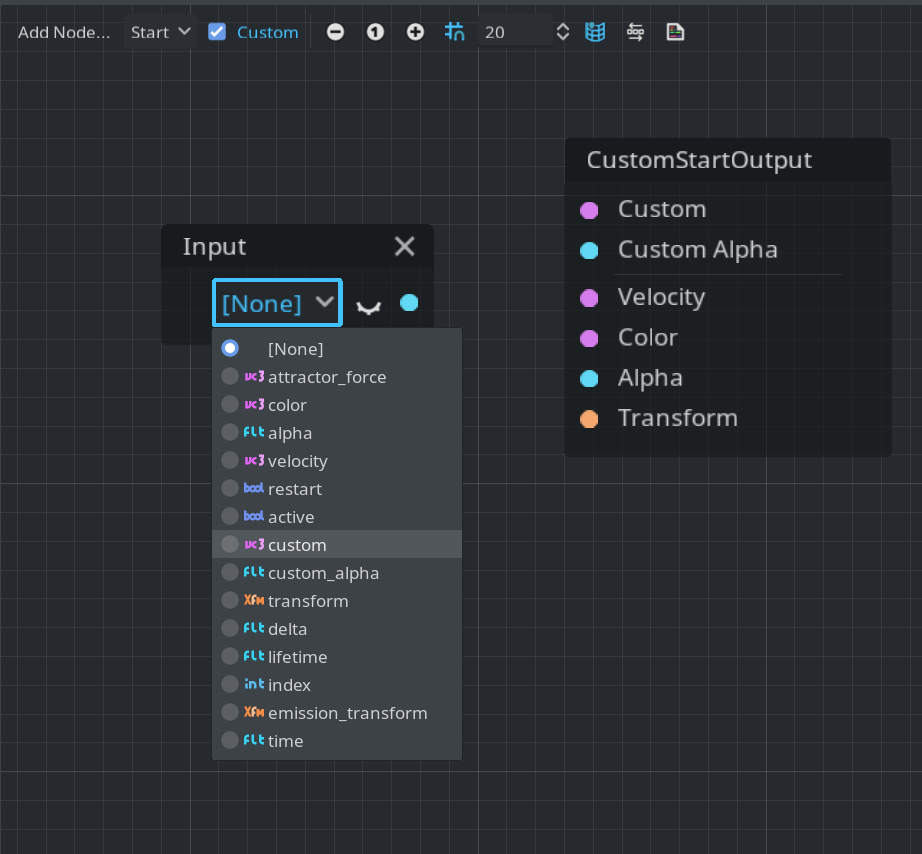 Add Node... Start Custom 1 20
CustomStartOutput
Custom
Custom Alpha
Velocity
Color
Alpha
Transform
Input
[None]
[None]
vc3 attractor_force
vc3 color
flt alpha
vc3 velocity
bool restart
bool active
vc3 custom
flt custom_alpha
XFM transform
flt delta
flt lifetime
int index
XFM emission_transform
flt time